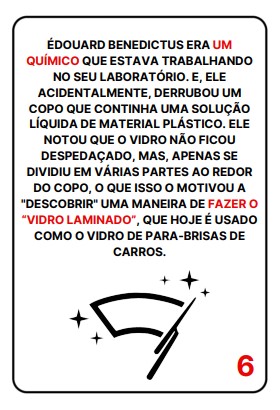 ÉDOUARD BENEDICTUS ERA UM
QUÍMICO QUE ESTAVA TRABALHANDO
NO SEU LABORATÓRIO. E, ELE
ACIDENTALMENTE, DERRUBOU UM
COPO QUE CONTINHA UMA SOLUÇÃO
LÍQUIDA DE MATERIAL PLÁSTICO. ELE
NOTOU QUE O VIDRO NÃO FICOU
DESPEDAÇADO, MAS, APENAS SE
DIVIDIU EM VÁRIAS PARTES AO REDOR
DO COPO, O QUE ISSO O MOTIVOU A
"DESCOBRIR" UMA MANEIRA DE FAZER O
"VIDRO LAMINADO", QUE HOJE É USADO
COMO O VIDRO DE PARA-BRISAS DE
CARROS.
6